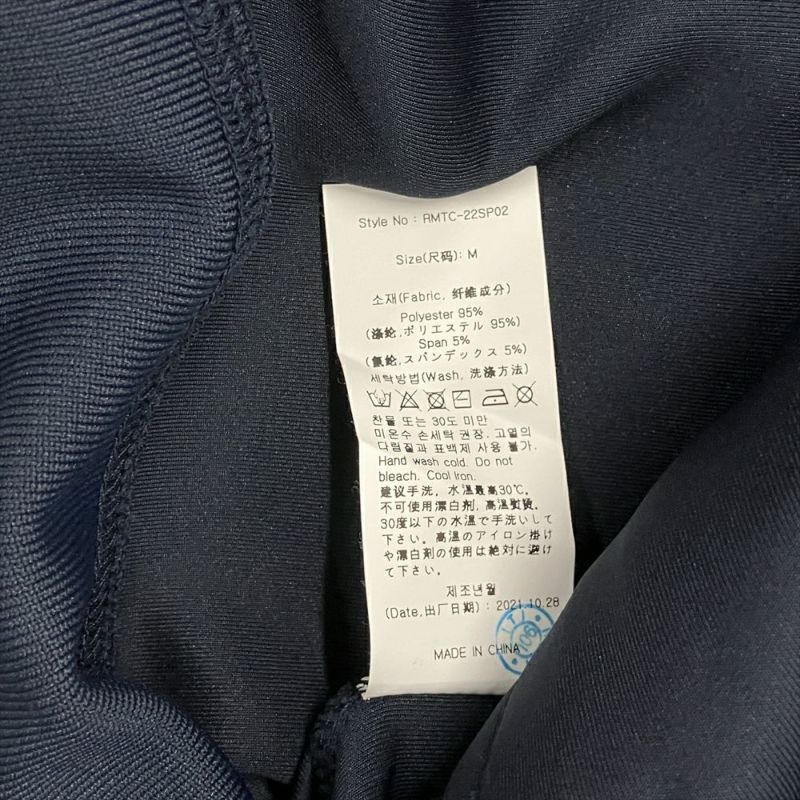 Style No : RMTC-22SP02
Size(尺码): M
소재(Fabric, 纤维成分)
Polyester 95%
(涤纶,ポリエステル 95%)
Span 5%
(氨纶,スパンデックス 5%)
세탁방법(Wash, 洗涤方法)
찬물 또는 30도 미만
미온수 손세탁 권장. 고열의
다림질과 표백제 사용 불가.
Hand wash cold. Do not
bleach. Cool Iron.
建议手洗，水温最高30℃，
不可使用漂白剂, 高温熨烫。
30度以下の水温で手洗いして
下さい。高温のアイロン掛け
や漂白剤の使用は絶対に避け
て下さい。
제조년월
(Date,出厂日期) : 2021.10.28
MADE IN CHINA
106